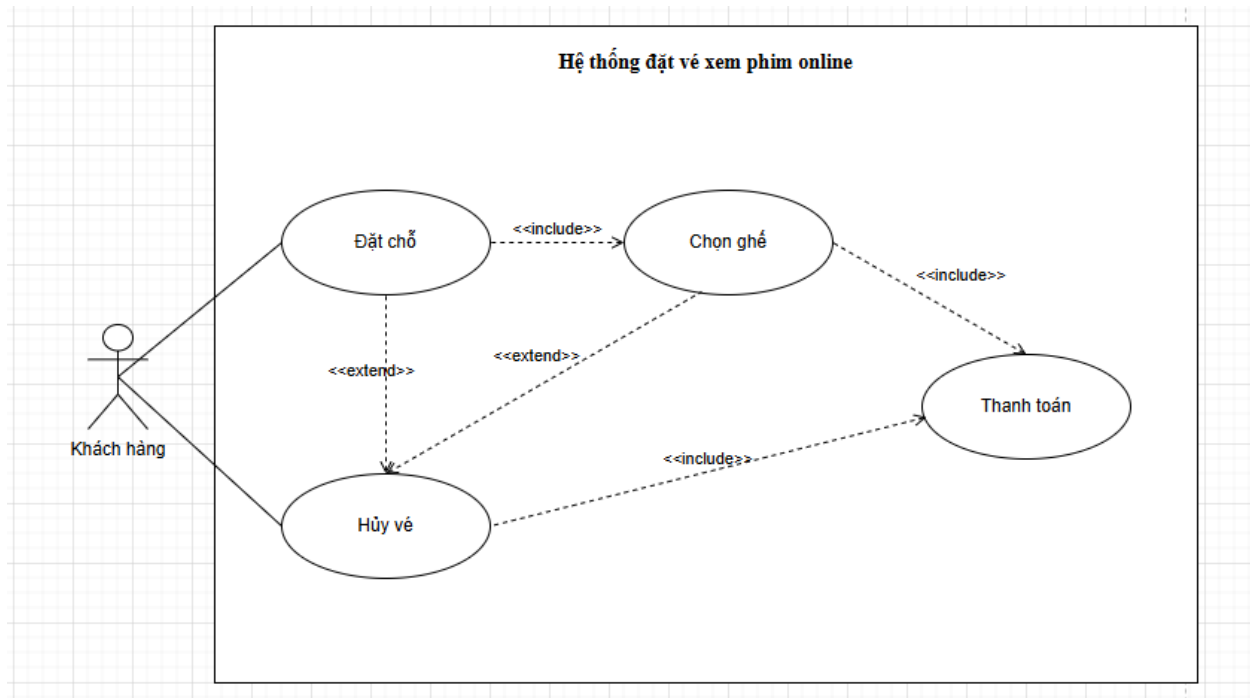 Hệ thống đặt vé xem phim online
Đặt chỗ
<<include>>
Chọn ghế
<<include>>
<<extend>>
<<extend>>
Thanh toán
Khách hàng
<<include>>
Hủy vé